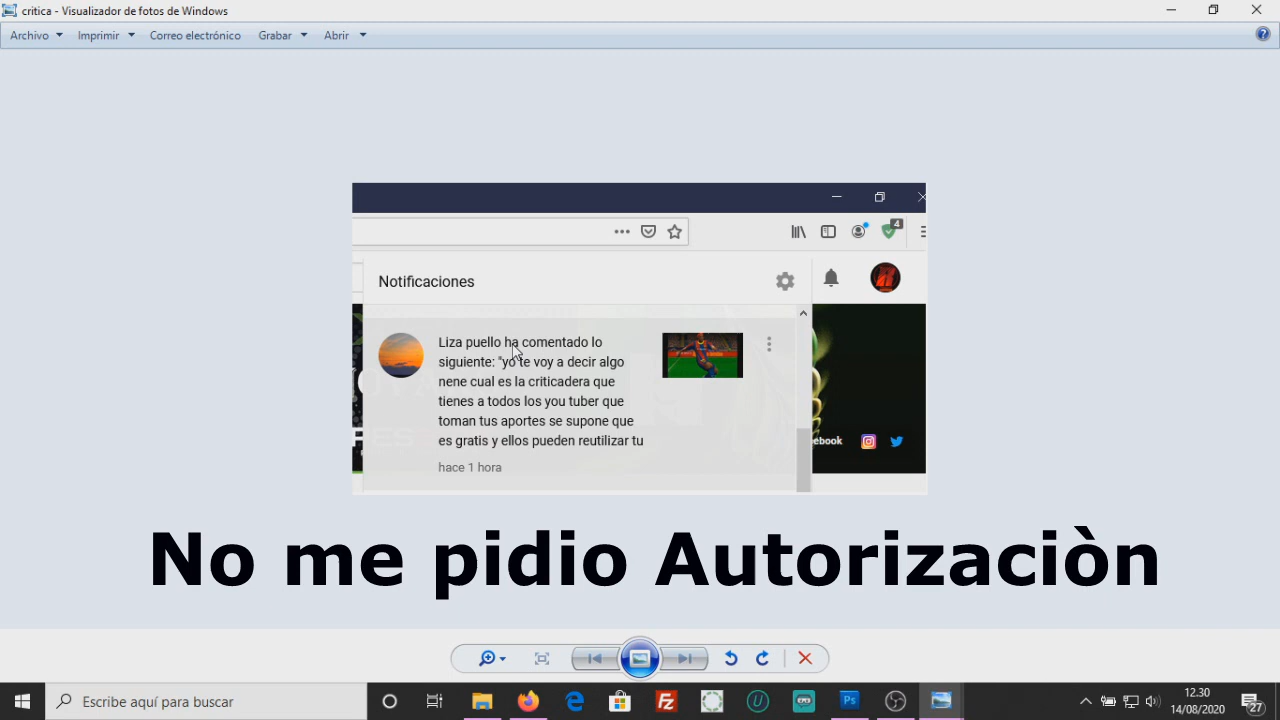 critica - Visualizador de fotos de Windows
Archivo Imprimir Correo electrónico Grabar Abrir
4
Notificaciones
Liza puello ha comentado lo
siguiente: "yo te voy a decir algo
nene cual es la criticadera que
tienes a todos los you tuber que
toman tus aportes se supone que
es gratis y ellos pueden reutilizar tu
hace 1 hora
ebook
No me pidio Autorizaciòn
Escribe aquí para buscar
12.30
14/08/2020
27